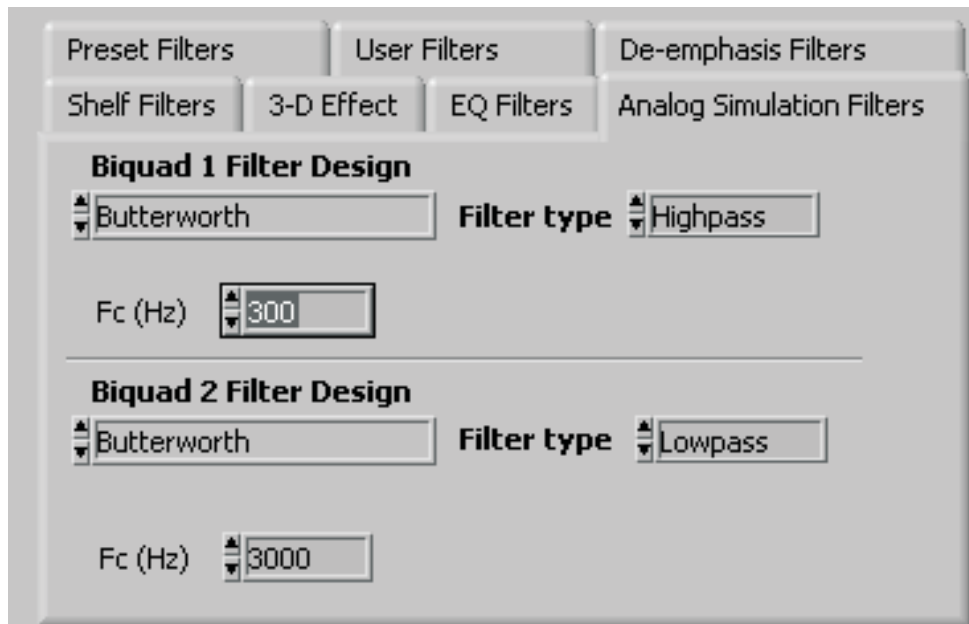 Preset Filters User Filters De-emphasis Filters
Shelf Filters 3-D Effect EQ Filters Analog Simulation Filters
Biquad 1 Filter Design
Butterworth Filter type Highpass
Fc (Hz) 300
Biquad 2 Filter Design
Butterworth Filter type Lowpass
Fc (Hz) 3000